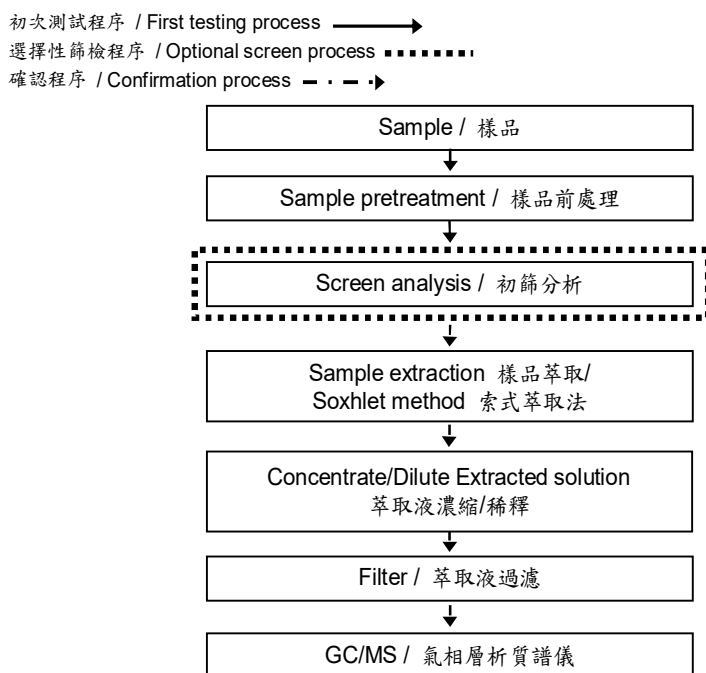 初次測試程序 / First testing process
選擇性篩檢程序 / Optional screen process
確認程序 / Confirmation process
Sample / 樣品
Sample pretreatment / 樣品前處理
Screen analysis / 初篩分析
Sample extraction 樣品萃取/
Soxhlet method 索式萃取法
Concentrate/Dilute Extracted solution
萃取液濃縮/稀釋
Filter / 萃取液過濾
GC/MS / 氣相層析質譜儀